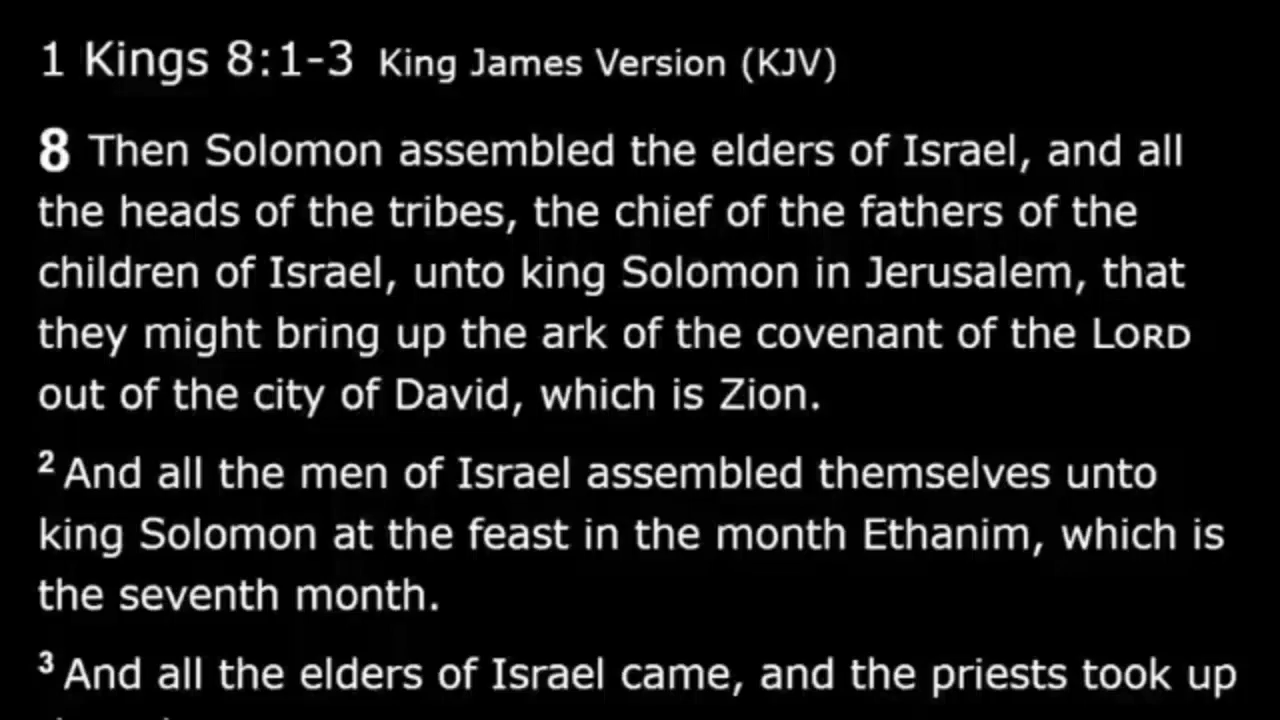 1 Kings 8:1-3 King James Version (KJV)
8 Then Solomon assembled the elders of Israel, and all
the heads of the tribes, the chief of the fathers of the
children of Israel, unto king Solomon in Jerusalem, that
they might bring up the ark of the covenant of the LORD
out of the city of David, which is Zion.
2 And all the men of Israel assembled themselves unto
king Solomon at the feast in the month Ethanim, which is
the seventh month.
3 And all the elders of Israel came, and the priests took up